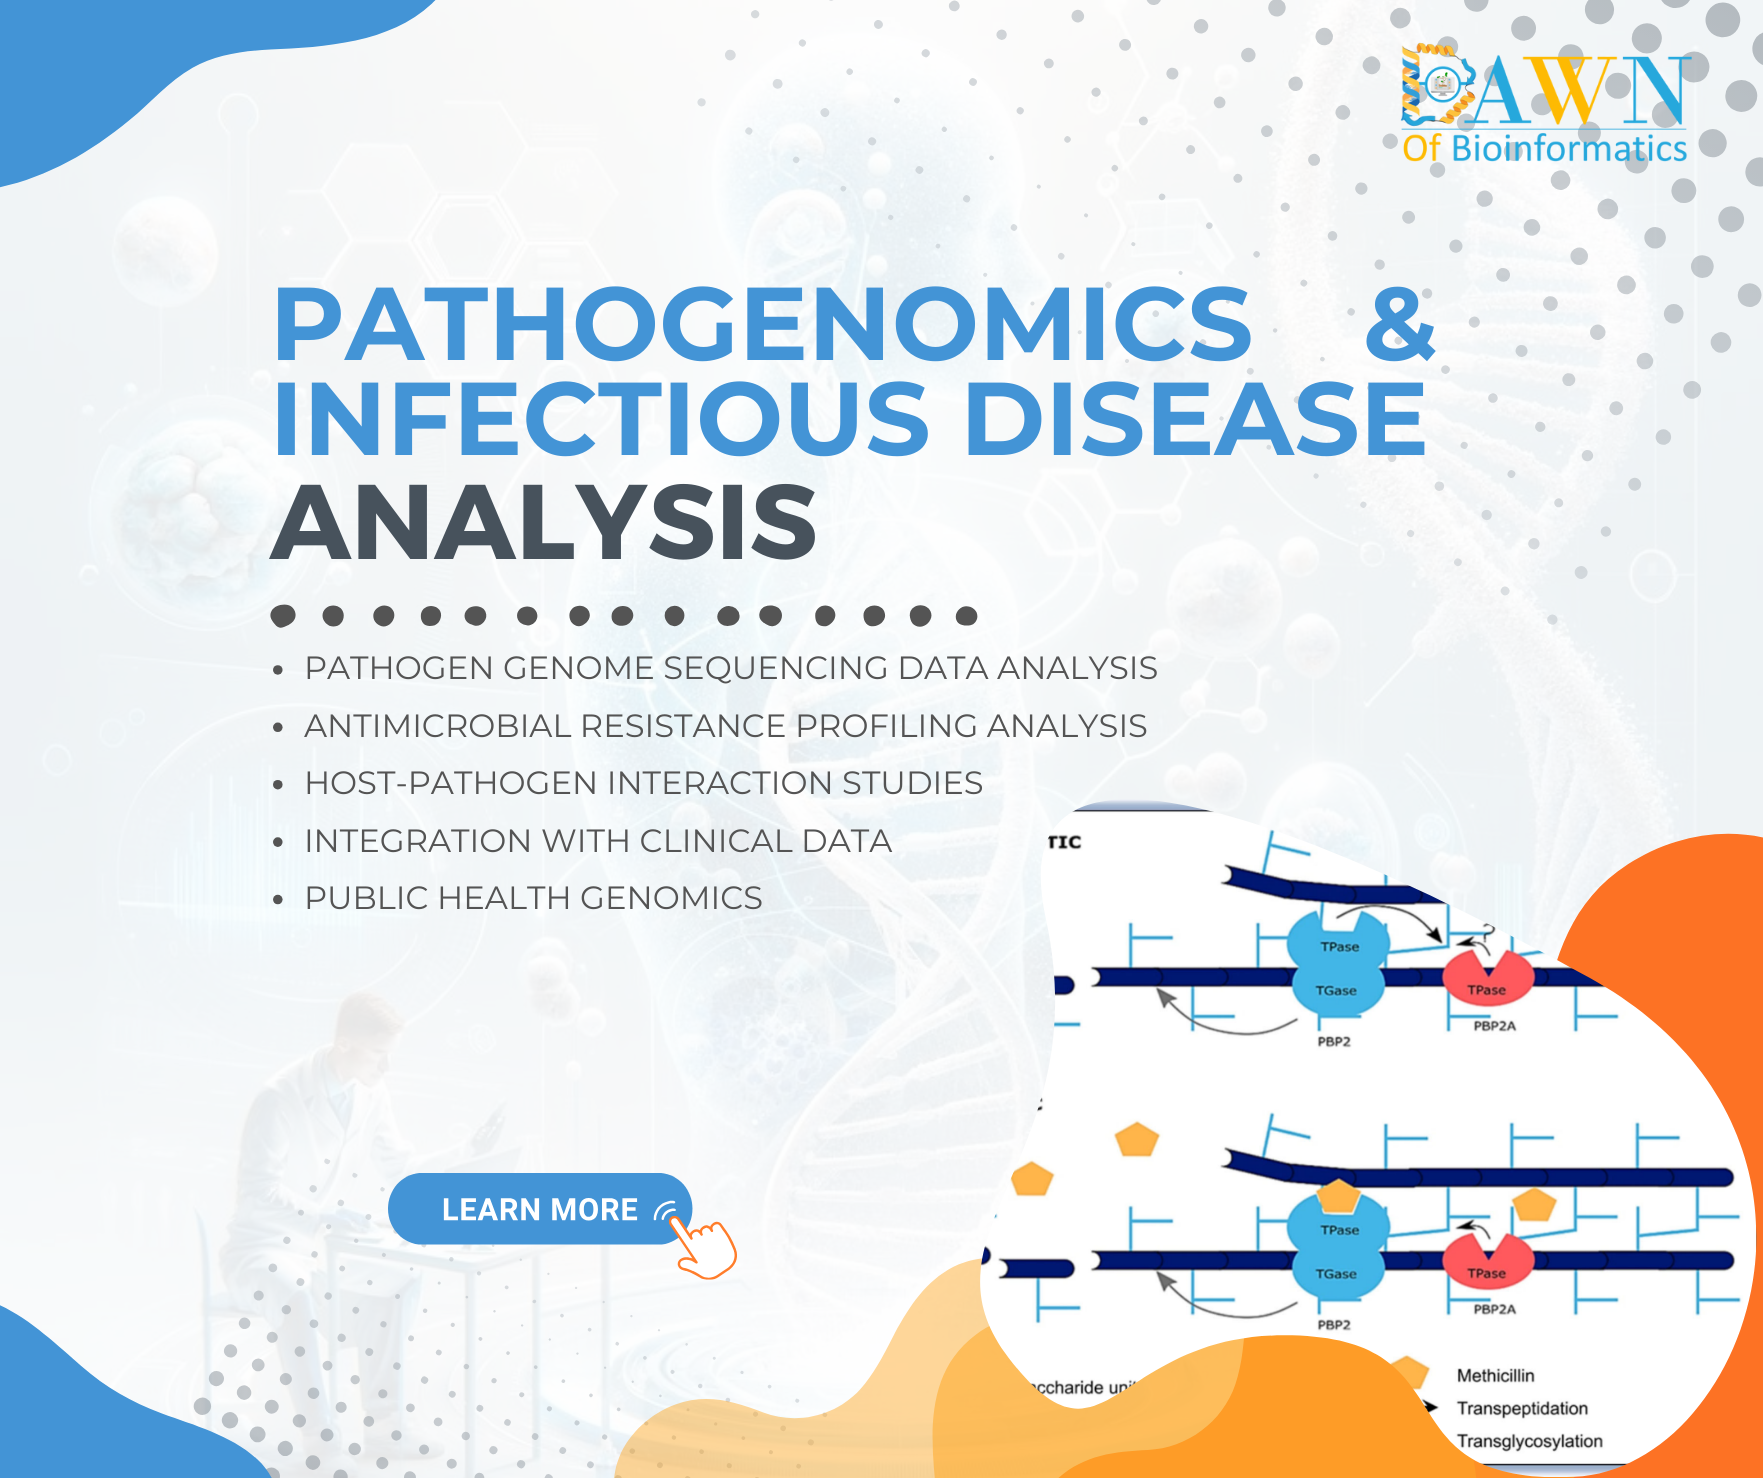 DAWN
Of Bioinformatics
PATHOGENOMICS &
INFECTIOUS DISEASE
ANALYSIS
• PATHOGEN GENOME SEQUENCING DATA ANALYSIS
• ANTIMICROBIAL RESISTANCE PROFILING ANALYSIS
• HOST-PATHOGEN INTERACTION STUDIES
• INTEGRATION WITH CLINICAL DATA
• PUBLIC HEALTH GENOMICS
LEARN MORE
TIC
?
TPase
TGase
TPase
PBP2
PBP2A
TPase
TGase
TPase
PBP2
PBP2A
ccharide uni
Methicillin
Transpeptidation
Transglycosylation